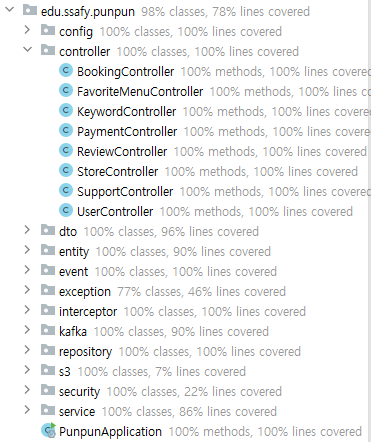 edu.ssafy.punpun 98% classes, 78% lines covered
config 100% classes, 100% lines covered
controller 100% classes, 100% lines covered
BookingController 100% methods, 100% lines covered
FavoriteMenuController 100% methods, 100% lines c
KeywordController 100% methods, 100% lines covered
PaymentController 100% methods, 100% lines covere
ReviewController 100% methods, 100% lines covered
StoreController 100% methods, 100% lines covered
SupportController 100% methods, 100% lines covered
UserController 100% methods, 100% lines covered
dto 100% classes, 96% lines covered
entity 100% classes, 90% lines covered
event 100% classes, 100% lines covered
exception 77% classes, 46% lines covered
interceptor 100% classes, 100% lines covered
kafka 100% classes, 90% lines covered
repository 100% classes, 100% lines covered
s3 100% classes, 7% lines covered
security 100% classes, 22% lines covered
service 100% classes, 86% lines covered
PunpunApplication 100% methods, 100% lines covered